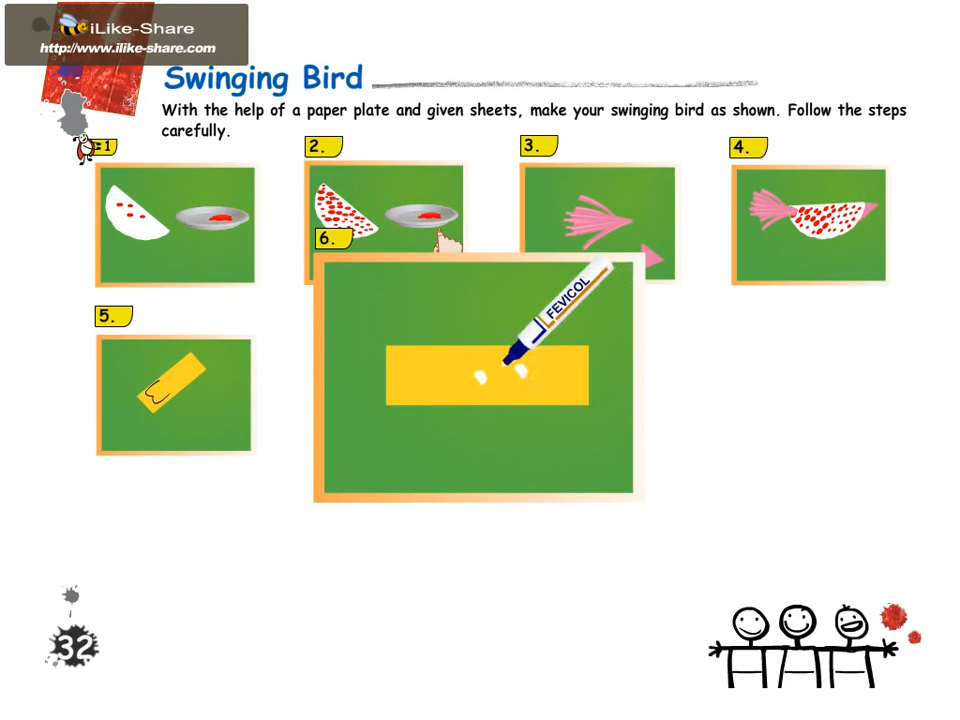 iLike-Share
http://www.ilike-share.com
Swinging Bird
With the help of a paper plate and given sheets, make your swinging bird as shown. Follow the steps
carefully.
1
2.
3.
4.
5.
6.
FEVICOL
32